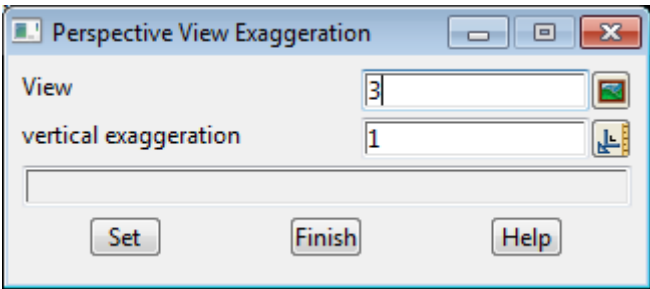 Perspective View Exaggeration
View 3
vertical exaggeration 1
Set Finish Help